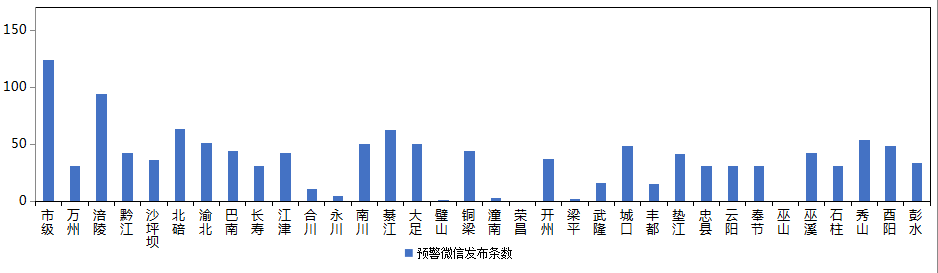 150
100
50
0
市级 万州 涪陵 黔江 沙坪坝 北碚 渝北 巴南 长寿 江津 合川 永川 南川 綦江 大足 璧山 铜梁 潼南 荣昌 开州 梁平 武隆 城口 丰都 垫江 忠县 云阳 奉节 巫山 巫溪 石柱 秀山 酉阳 彭水
预警微信发布条数